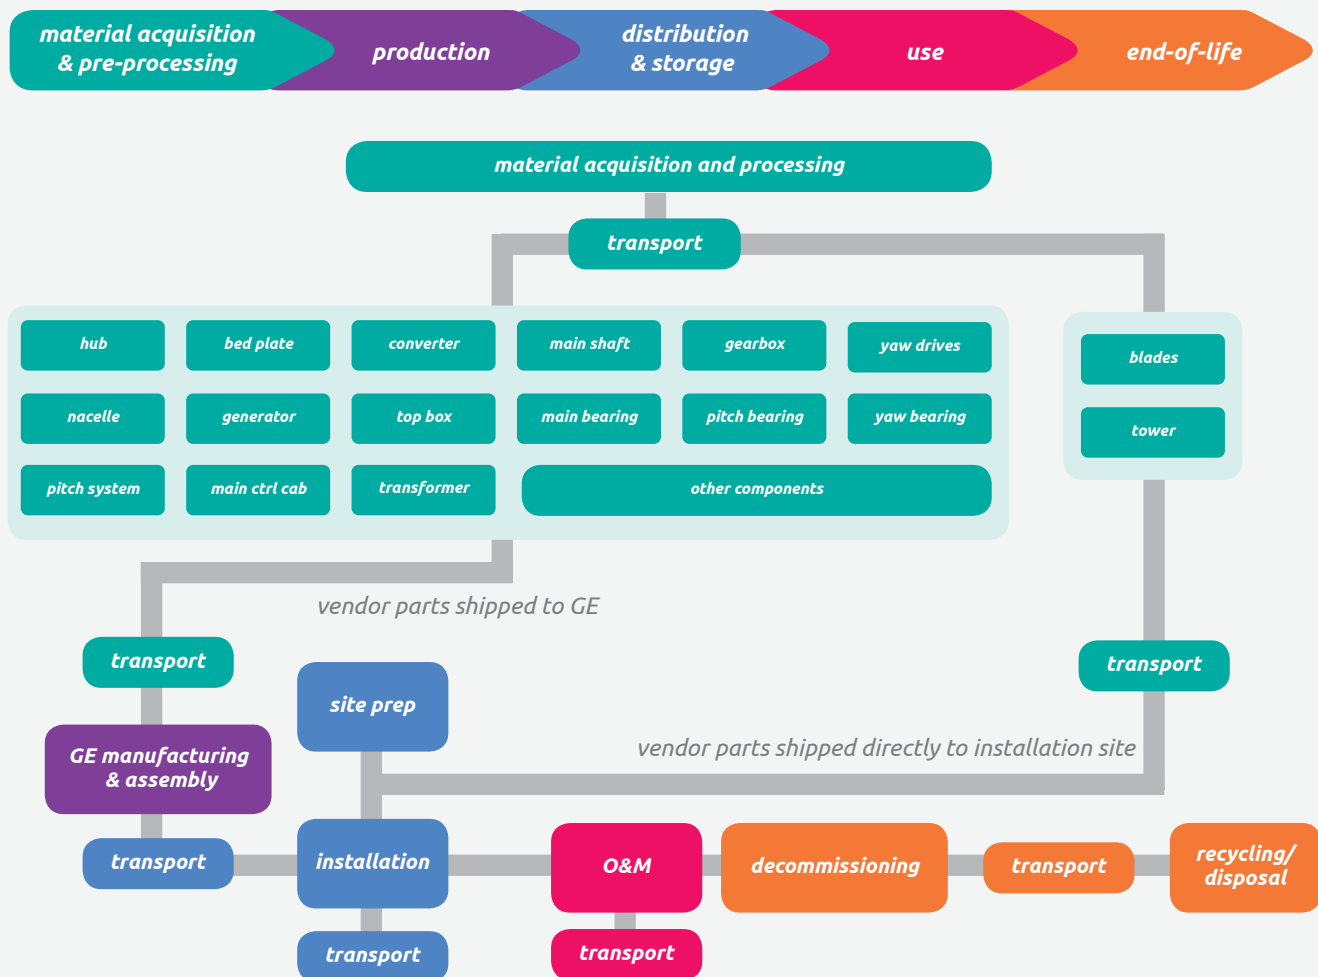 material acquisition
& pre-processing
production
distribution
& storage
use
end-of-life
material acquisition and processing
transport
hub
bed plate
converter
main shaft
gearbox
yaw drives
blades
nacelle
generator
top box
main bearing
pitch bearing
yaw bearing
tower
pitch system
main ctrl cab
transformer
other components
vendor parts shipped to GE
transport
transport
site prep
GE manufacturing
& assembly
vendor parts shipped directly to installation site
transport
installation
O&M
decommissioning
transport
recycling/
disposal
transport
transport